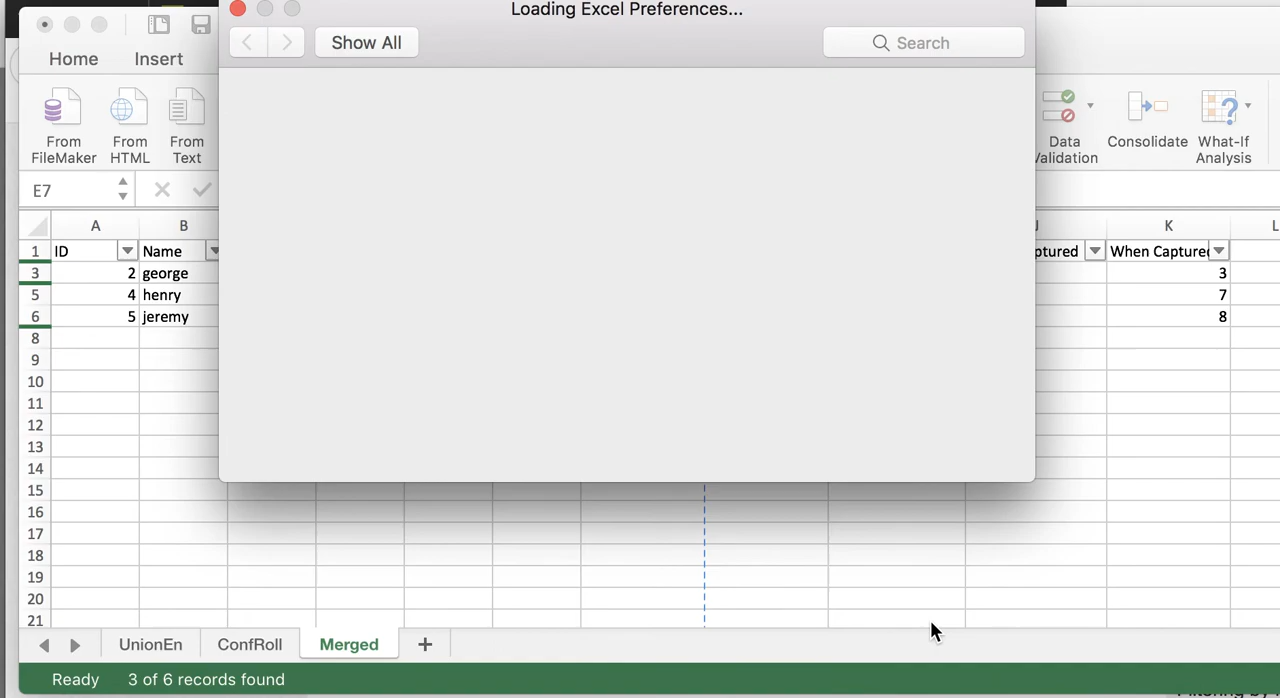 Loading Excel Preferences...
Show All
Search
Home
Insert
From FileMaker
From HTML
From Text
Data
Consolidate
What-If Analysis
E7
A
B
K
L
1 ID Name ptured When Capture
3 2 george 3
5 4 henry 7
6 5 jeremy 8
8
9
10
11
12
13
14
15
16
17
18
19
20
21
UnionEn
ConfRoll
Merged
+
Ready
3 of 6 records found